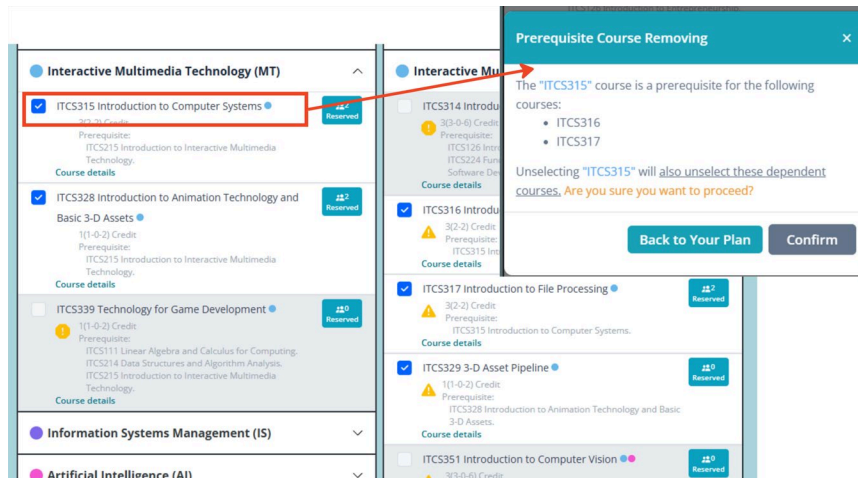 Interactive Multimedia Technology (MT)
ITCS315 Introduction to Computer Systems
2
Reserved
3(2-2) Credit
Prerequisite:
ITCS215 Introduction to Interactive Multimedia
Technology.
Course details
ITCS328 Introduction to Animation Technology and
Basic 3-D Assets
2
Reserved
1(1-0-2) Credit
Prerequisite:
ITCS215 Introduction to Interactive Multimedia
Technology.
Course details
ITCS339 Technology for Game Development
0
Reserved
1(1-0-2) Credit
Prerequisite:
ITCS111 Linear Algebra and Calculus for Computing.
ITCS214 Data Structures and Algorithm Analysis.
ITCS215 Introduction to Interactive Multimedia
Technology.
Course details
Information Systems Management (IS)
Artificial Intelligence (AI)
Interactive Mu
ITCS314 Introdu
3(3-0-6) Credit
Prerequisite:
ITCS126 Intro
ITCS224 Fun
Software De
Course details
ITCS316 Introdu
3(2-2) Credit
Prerequisite:
ITCS315 Int
Course details
ITCS317 Introduction to File Processing
2
Reserved
3(2-2) Credit
Prerequisite:
ITCS315 Introduction to Computer Systems.
Course details
ITCS329 3-D Asset Pipeline
0
Reserved
1(1-0-2) Credit
Prerequisite:
ITCS328 Introduction to Animation Technology and Basic
3-D Assets.
Course details
ITCS351 Introduction to Computer Vision
0
Reserved
3(3-0-6) Credit
ITCS126 Introduction to Entrepreneurship.
Prerequisite Course Removing
×
The "ITCS315" course is a prerequisite for the following
courses:
• ITCS316
• ITCS317
Unselecting "ITCS315" will also unselect these dependent
courses. Are you sure you want to proceed?
Back to Your Plan
Confirm